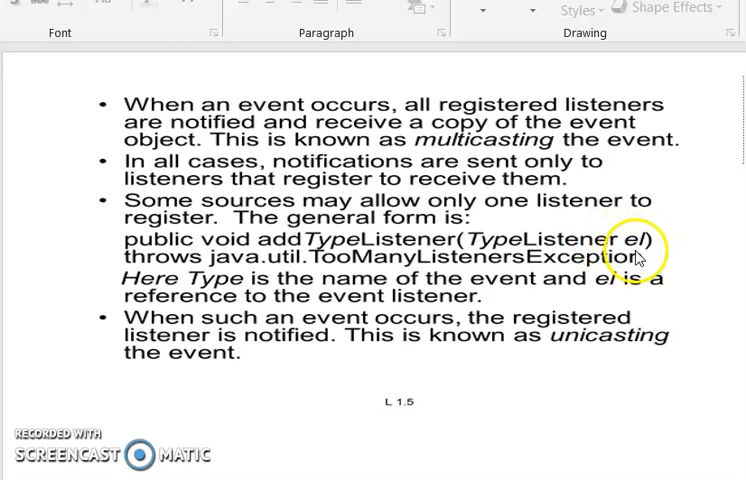 Font
Paragraph
Styles
Shape Effects
Drawing
• When an event occurs, all registered listeners
are notified and receive a copy of the event
object. This is known as multicasting the event.
• In all cases, notifications are sent only to
listeners that register to receive them.
• Some sources may allow only one listener to
register. The general form is:
public void addTypeListener(TypeListener el)
throws java.util.TooManyListenersException
Here Type is the name of the event and el is a
reference to the event listener.
• When such an event occurs, the registered
listener is notified. This is known as unicasting
the event.
L 1.5
RECORDED WITH
SCREENCAST MATIC